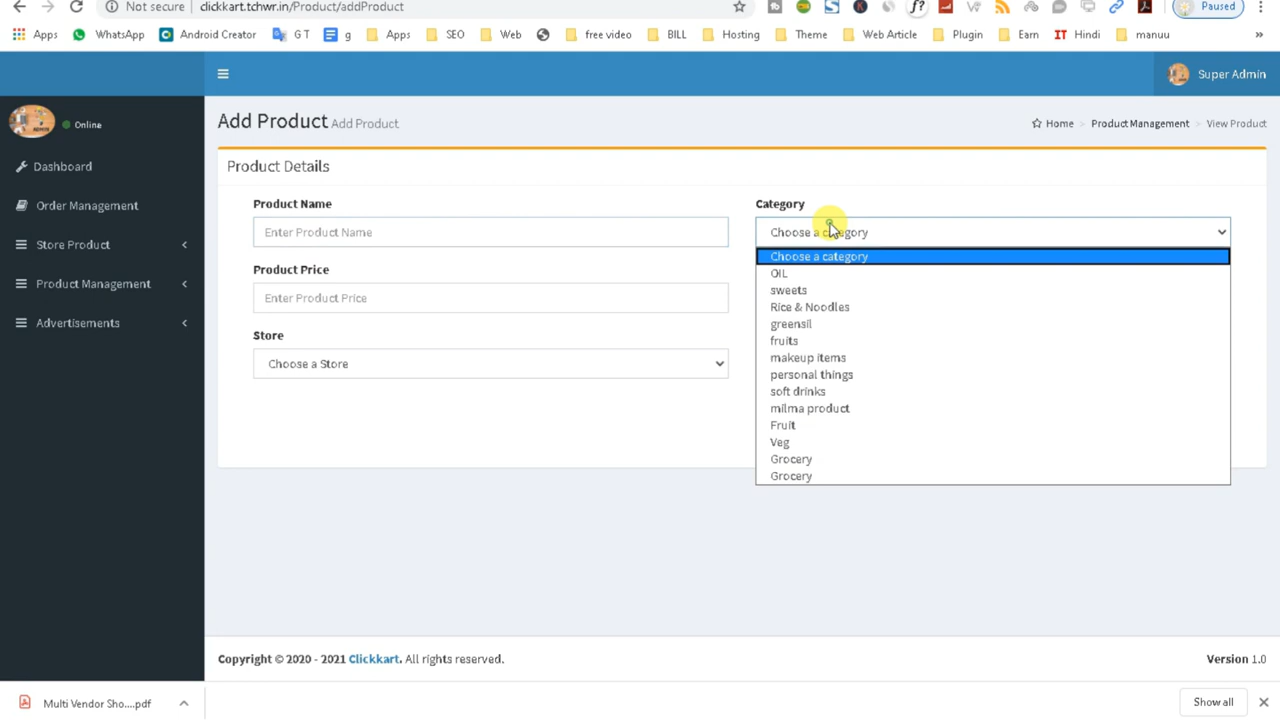 Not secure clickkart.tchwr.in/Product/addProduct Paused
Apps WhatsApp Android Creator G T g Apps SEO Web free video BILL Hosting Theme Web Article Plugin Earn IT Hindi manuu »
Super Admin
Online
Dashboard
Order Management
Store Product
Product Management
Advertisements
Add Product Add Product
Home > Product Management > View Product
Product Details
Product Name
Enter Product Name
Product Price
Enter Product Price
Store
Choose a Store
Category
Choose a category
Choose a category
OIL
sweets
Rice & Noodles
greensil
fruits
makeup items
personal things
soft drinks
milma product
Fruit
Veg
Grocery
Grocery
Copyright © 2020 - 2021 Clickkart. All rights reserved.
Version 1.0
Multi Vendor Sho....pdf
Show all